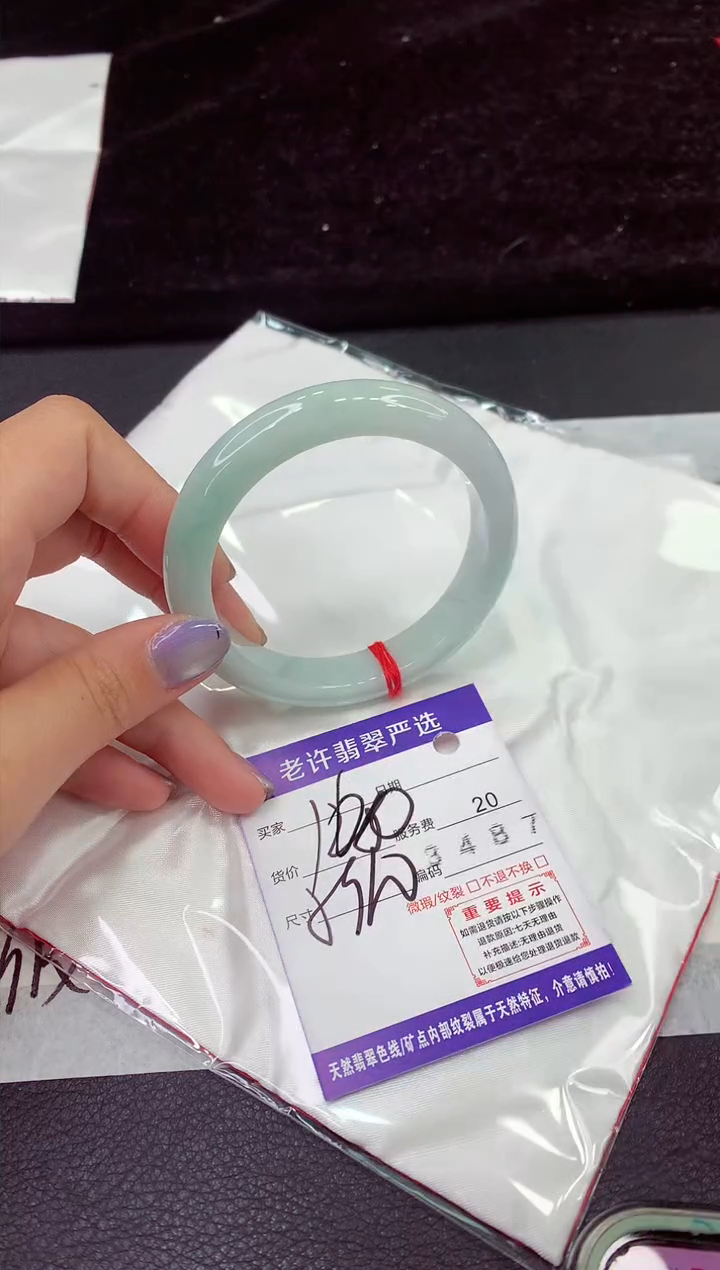 老许翡翠严选
日期
买家
服务费 20
货价
编码 3487
尺寸
微瑕/纹裂 □ 不退不换 □
重要提示
如需退货请按以下步骤操作
退款原因:七天无理由
补充描述:无理由退货
以便极速给您处理退货退款
天然翡翠色线/矿点内部纹裂属于天然特征，介意请慎拍!